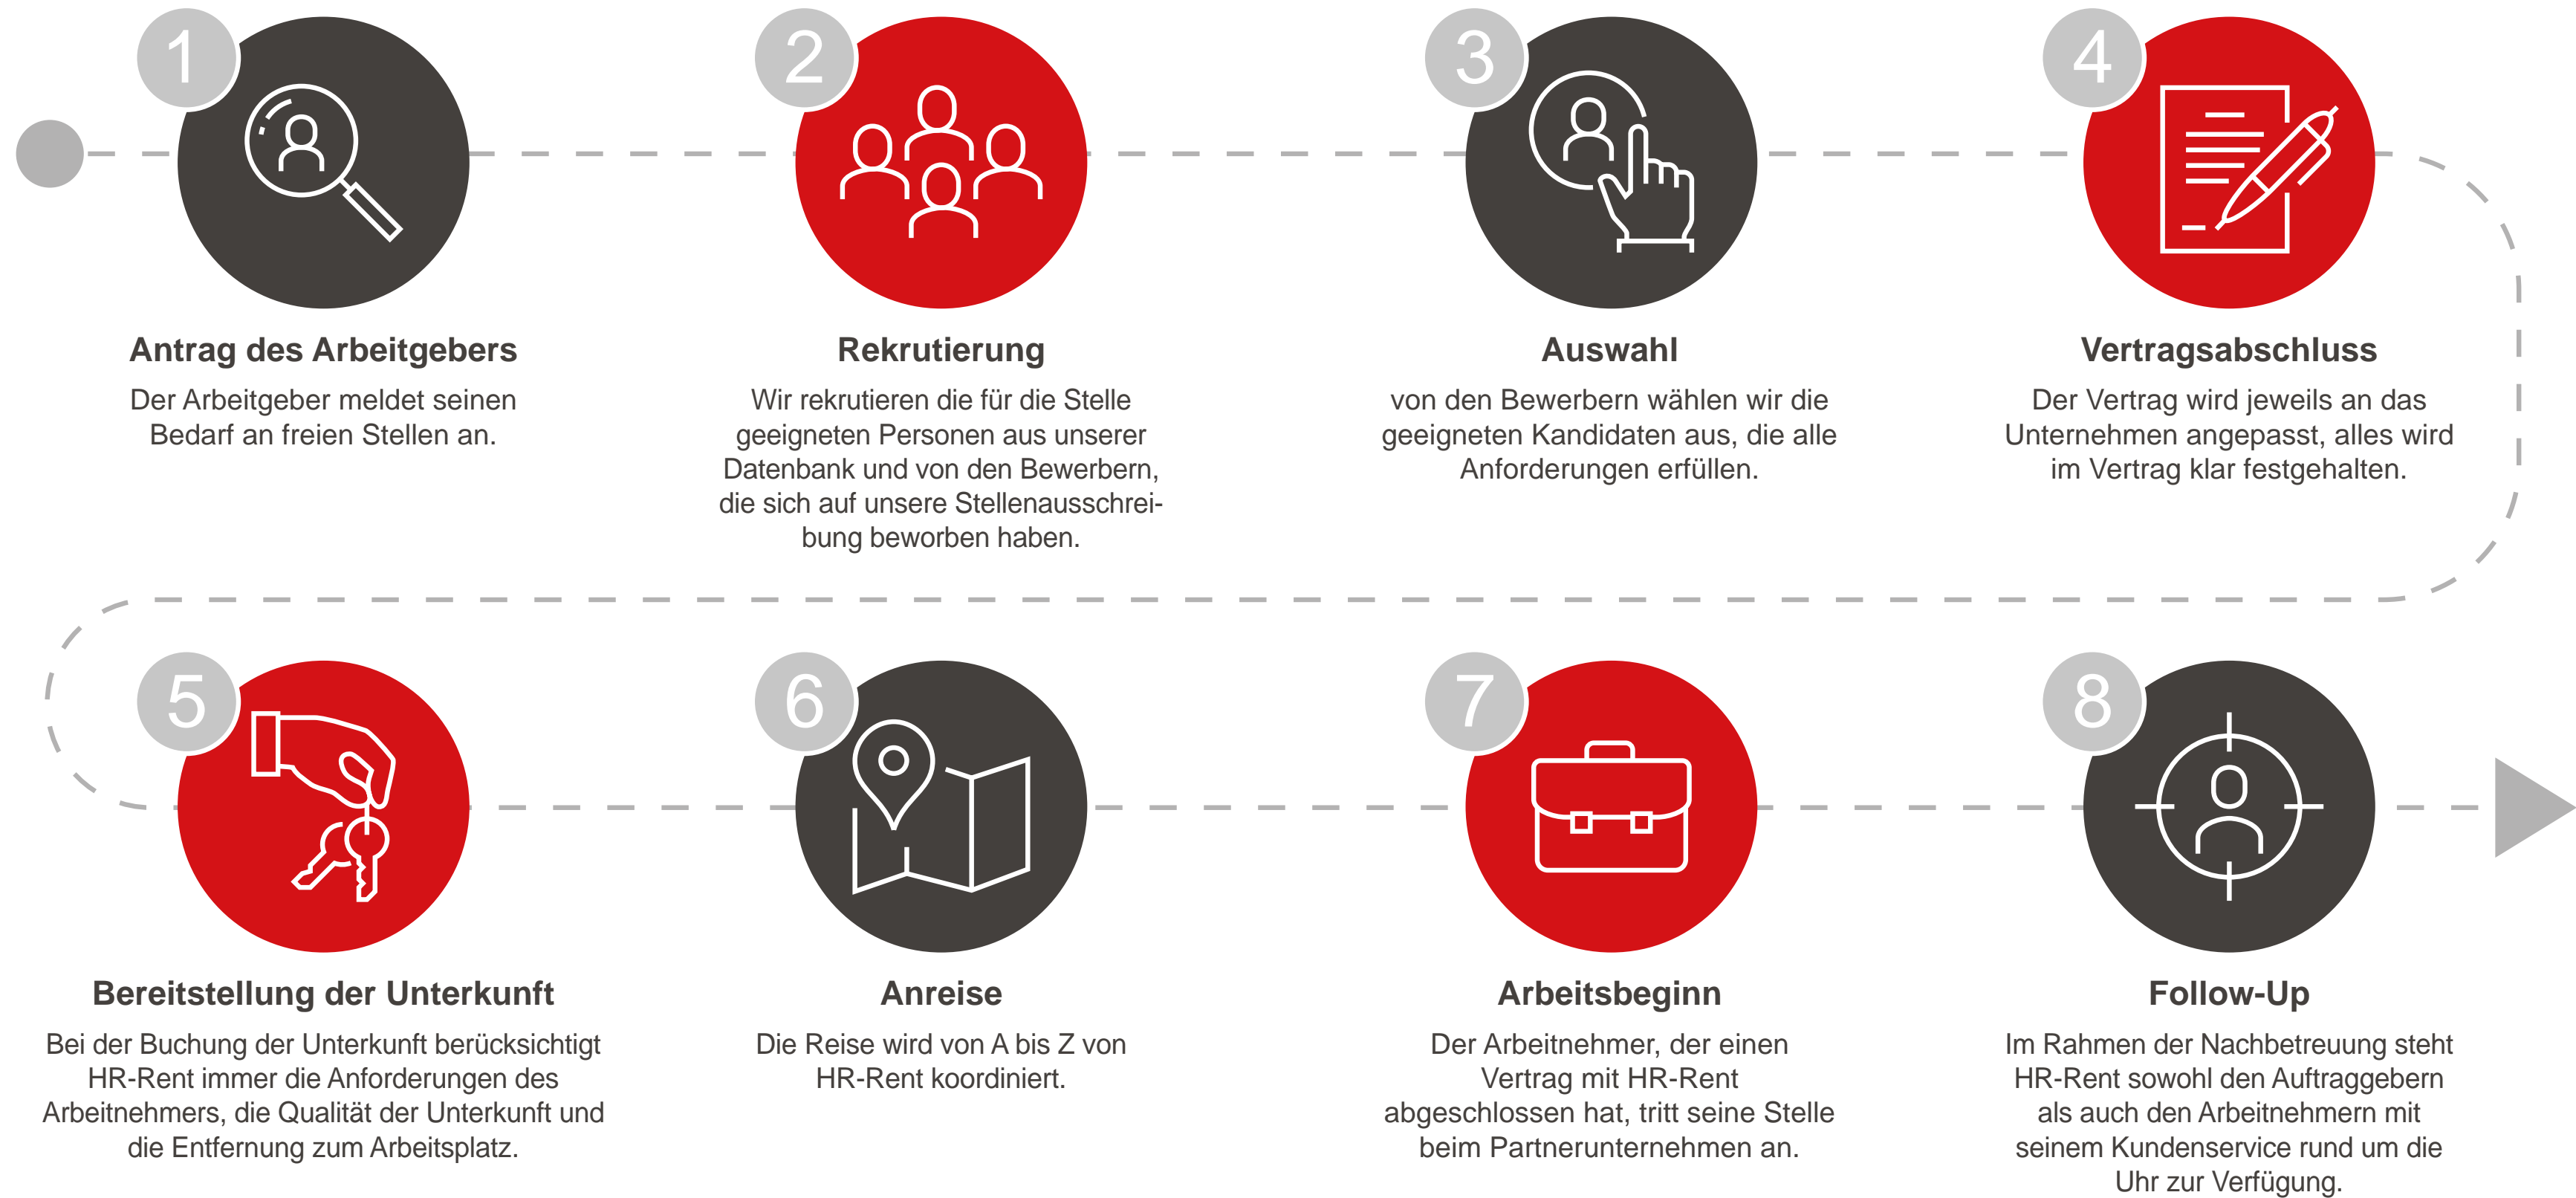 1
Antrag des Arbeitgebers
Der Arbeitgeber meldet seinen
Bedarf an freien Stellen an.
2
Rekrutierung
Wir rekrutieren die für die Stelle
geeigneten Personen aus unserer
Datenbank und von den Bewerbern,
die sich auf unsere Stellenausschrei-
bung beworben haben.
3
Auswahl
von den Bewerbern wählen wir die
geeigneten Kandidaten aus, die alle
Anforderungen erfüllen.
4
Vertragsabschluss
Der Vertrag wird jeweils an das
Unternehmen angepasst, alles wird
im Vertrag klar festgehalten.
5
Bereitstellung der Unterkunft
Bei der Buchung der Unterkunft berücksichtigt
HR-Rent immer die Anforderungen des
Arbeitnehmers, die Qualität der Unterkunft und
die Entfernung zum Arbeitsplatz.
6
Anreise
Die Reise wird von A bis Z von
HR-Rent koordiniert.
7
Arbeitsbeginn
Der Arbeitnehmer, der einen
Vertrag mit HR-Rent
abgeschlossen hat, tritt seine Stelle
beim Partnerunternehmen an.
8
Follow-Up
Im Rahmen der Nachbetreuung steht
HR-Rent sowohl den Auftraggebern
als auch den Arbeitnehmern mit
seinem Kundenservice rund um die
Uhr zur Verfügung.